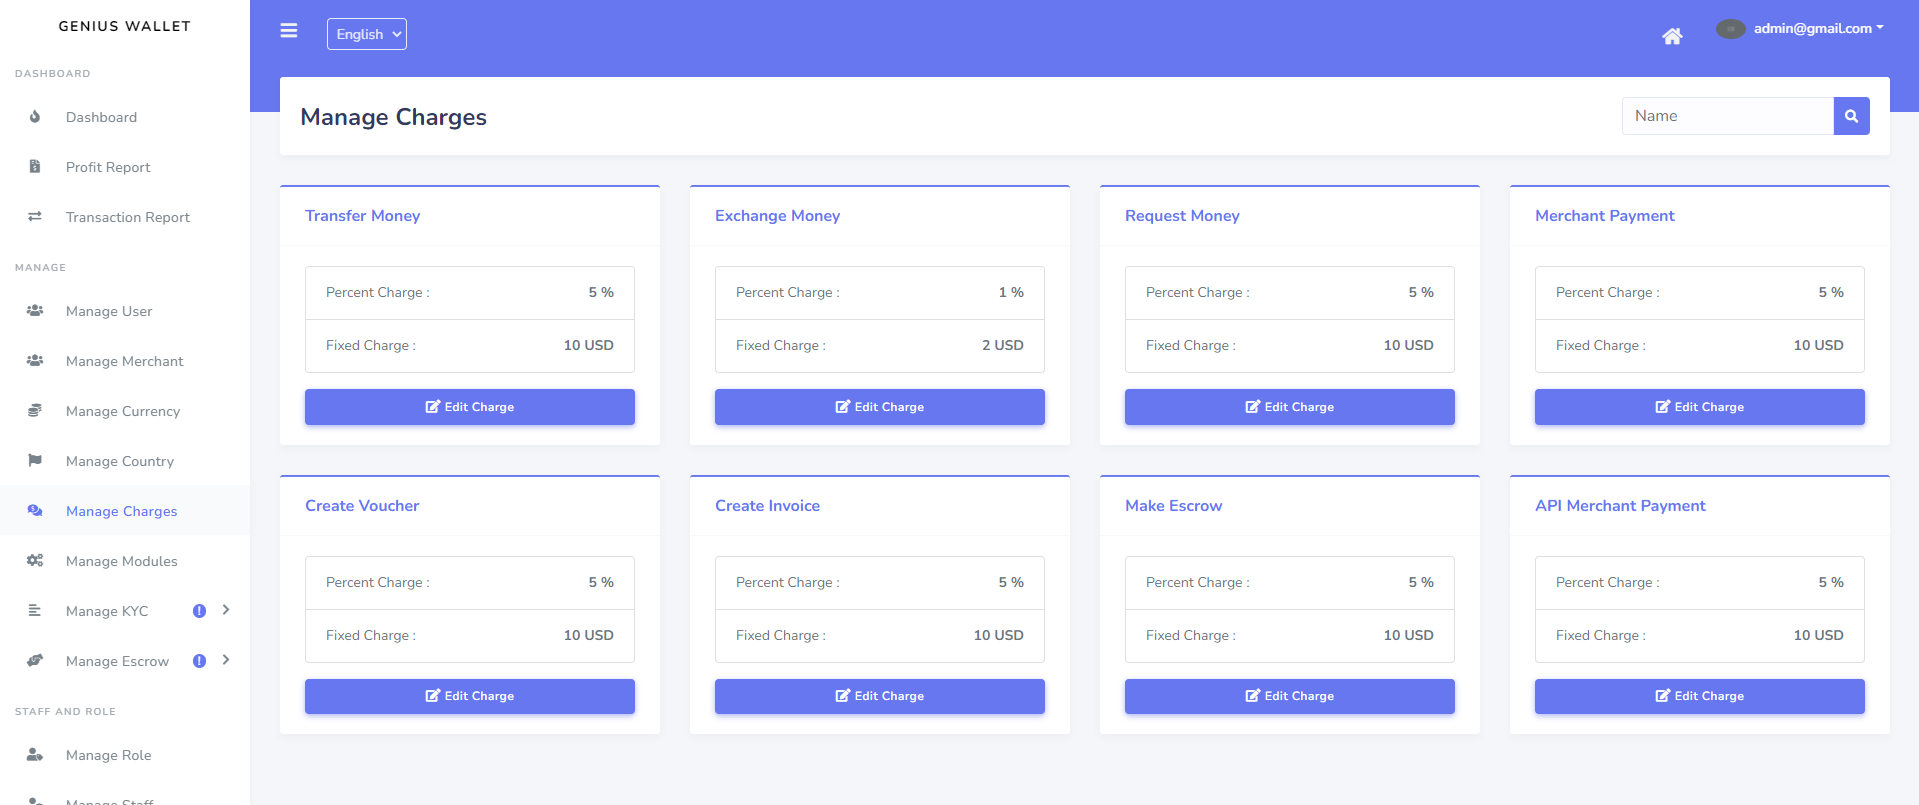 GENIUS WALLET
English
admin@gmail.com
DASHBOARD
Dashboard
Profit Report
Transaction Report
MANAGE
Manage User
Manage Merchant
Manage Currency
Manage Country
Manage Charges
Manage Modules
Manage KYC
Manage Escrow
STAFF AND ROLE
Manage Role
Manage Staff
Manage Charges
Name
Transfer Money
Percent Charge : 5 %
Fixed Charge : 10 USD
Edit Charge
Exchange Money
Percent Charge : 1 %
Fixed Charge : 2 USD
Edit Charge
Request Money
Percent Charge : 5 %
Fixed Charge : 10 USD
Edit Charge
Merchant Payment
Percent Charge : 5 %
Fixed Charge : 10 USD
Edit Charge
Create Voucher
Percent Charge : 5 %
Fixed Charge : 10 USD
Edit Charge
Create Invoice
Percent Charge : 5 %
Fixed Charge : 10 USD
Edit Charge
Make Escrow
Percent Charge : 5 %
Fixed Charge : 10 USD
Edit Charge
API Merchant Payment
Percent Charge : 5 %
Fixed Charge : 10 USD
Edit Charge